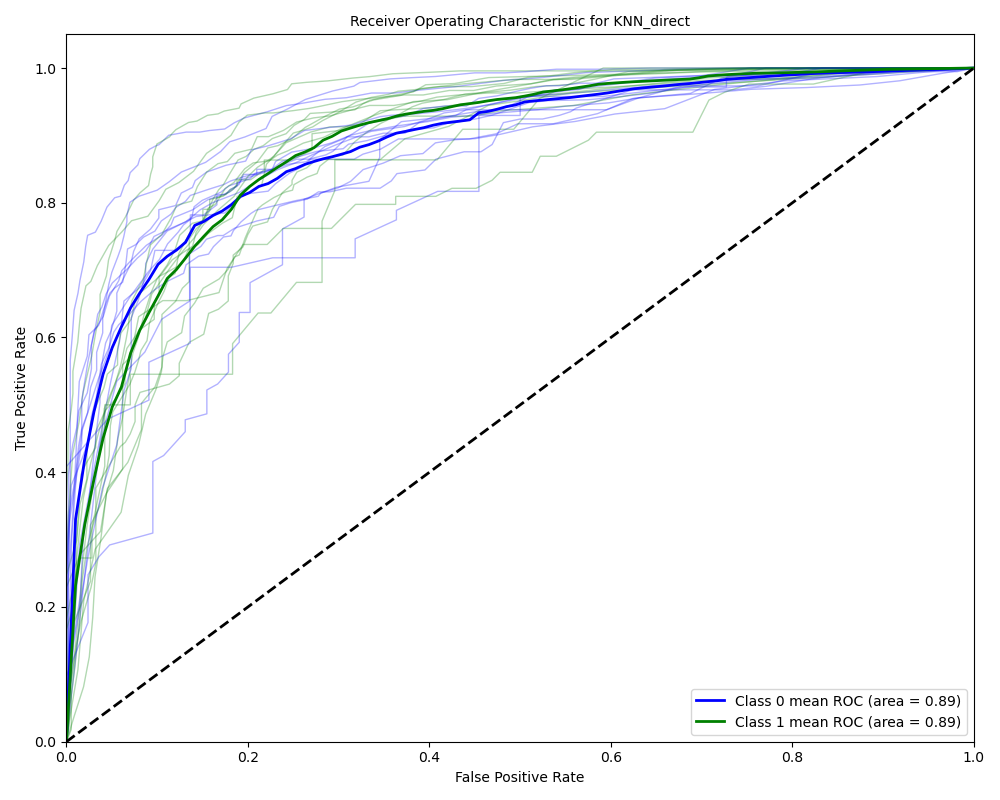 Receiver Operating Characteristic for KNN_direct
1.0
0.8
0.6
0.4
0.2
0.0
True Positive Rate
0.0 0.2 0.4 0.6 0.8 1.0
False Positive Rate
Class 0 mean ROC (area = 0.89)
Class 1 mean ROC (area = 0.89)